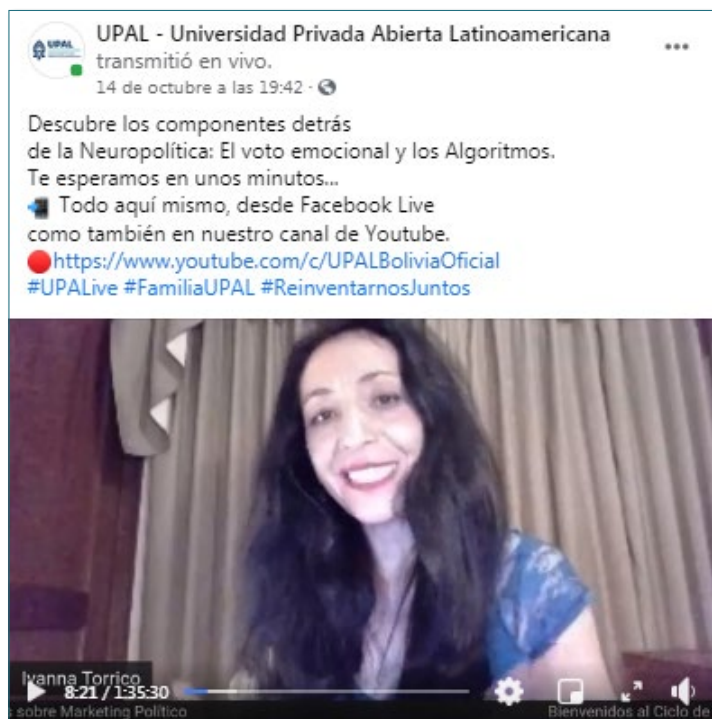 UPAL - Universidad Privada Abierta Latinoamericana
transmitió en vivo.
14 de octubre a las 19:42 ·
Descubre los componentes detrás
de la Neuropolítica: El voto emocional y los Algoritmos.
Te esperamos en unos minutos...
Todo aquí mismo, desde Facebook Live
como también en nuestro canal de Youtube.
https://www.youtube.com/c/UPALBoliviaOficial
#UPALive #FamiliaUPAL #ReinventarnosJuntos
Ivanna Torrico
8:21 / 1:35:30
s sobre Marketing Político
Bienvenidos al Ciclo de